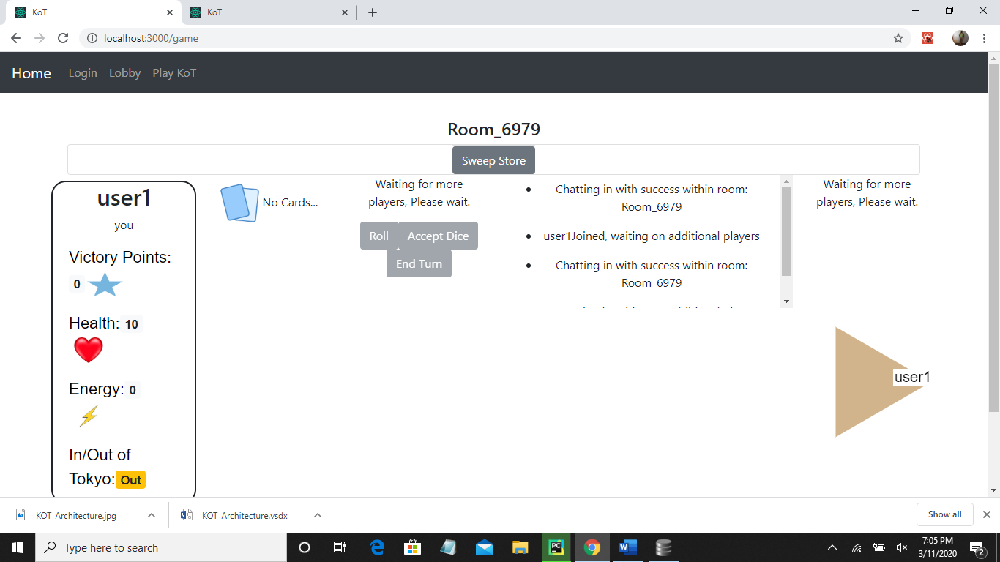 KoT
KoT
localhost:3000/game
Home
Login
Lobby
Play KoT
Room_6979
Sweep Store
user1
you
Victory Points:
0
Health: 10
Energy: 0
In/Out of
Tokyo: Out
No Cards...
Waiting for more
players, Please wait.
Roll
Accept Dice
End Turn
Chatting in with success within room:
Room_6979
user1Joined, waiting on additional players
Chatting in with success within room:
Room_6979
Waiting for more
players, Please wait.
user1
KOT_Architecture.jpg
KOT_Architecture.vsdx
Show all
Type here to search
PC
W
7:05 PM
3/11/2020
2